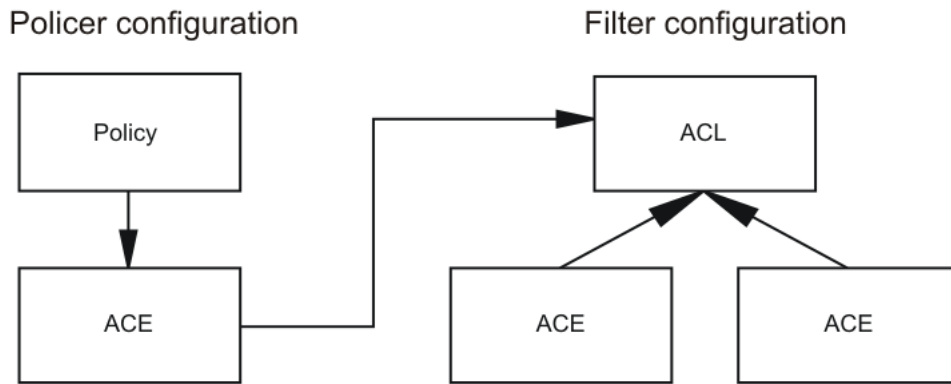 Policer configuration
Filter configuration
Policy
ACL
ACE
ACE
ACE